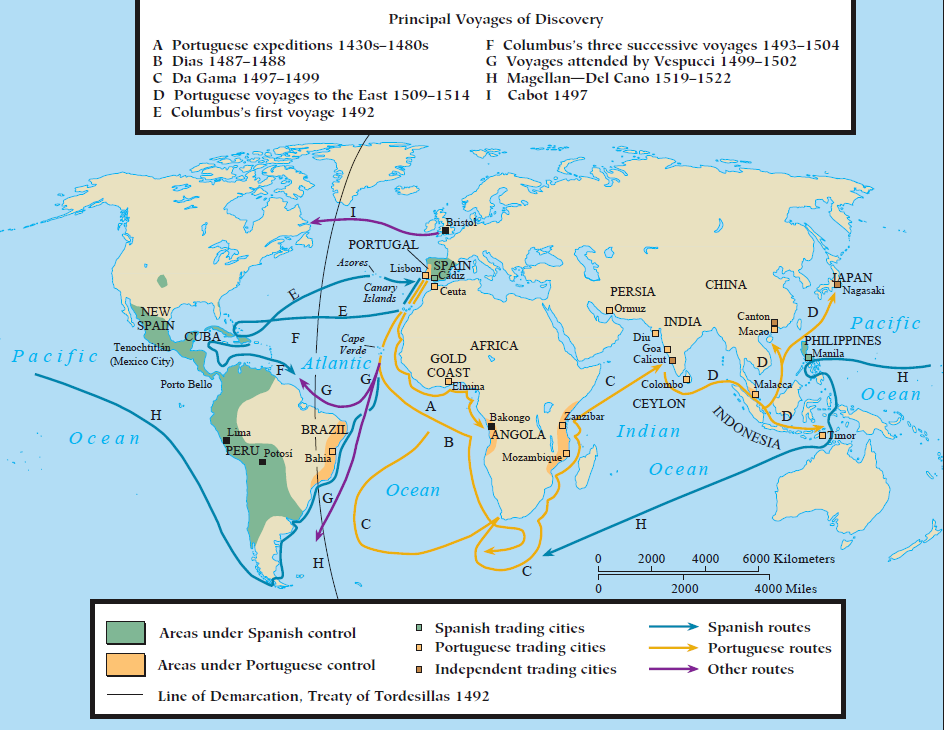 Principal Voyages of Discovery
A Portuguese expeditions 1430s–1480s
B Dias 1487–1488
C Da Gama 1497–1499
D Portuguese voyages to the East 1509–1514
E Columbus's first voyage 1492
F Columbus's three successive voyages 1493–1504
G Voyages attended by Vespucci 1499–1502
H Magellan—Del Cano 1519–1522
I Cabot 1497
I
Bristol
PORTUGAL
Azores
Lisbon
SPAIN
Cádiz
Canary
Islands
Ceuta
E
E
PERSIA
CHINA
JAPAN
Nagasaki
Ormuz
NEW
SPAIN
CUBA
F
Cape
Verde
AFRICA
INDIA
Diu
Goa
Calicut
Canton
Macao
D
Pacific
PHILIPPINES
Manila
Tenochtitlán
(Mexico City)
Pacific
Atlantic
GOLD
COAST
Elmina
F
G
G
Porto Bello
C
Colombo
D
D
Malacca
H
Ocean
CEYLON
INDONESIA
D
Timor
H
A
Bakongo
ANGOLA
Zanzibar
Mozambique
Lima
PERU
Potosí
BRAZIL
Bahia
B
Indian
Ocean
Ocean
Ocean
G
C
H
H
C
0 2000 4000 6000 Kilometers
0 2000 4000 Miles
Areas under Spanish control
Areas under Portuguese control
Line of Demarcation, Treaty of Tordesillas 1492
Spanish trading cities
Portuguese trading cities
Independent trading cities
Spanish routes
Portuguese routes
Other routes